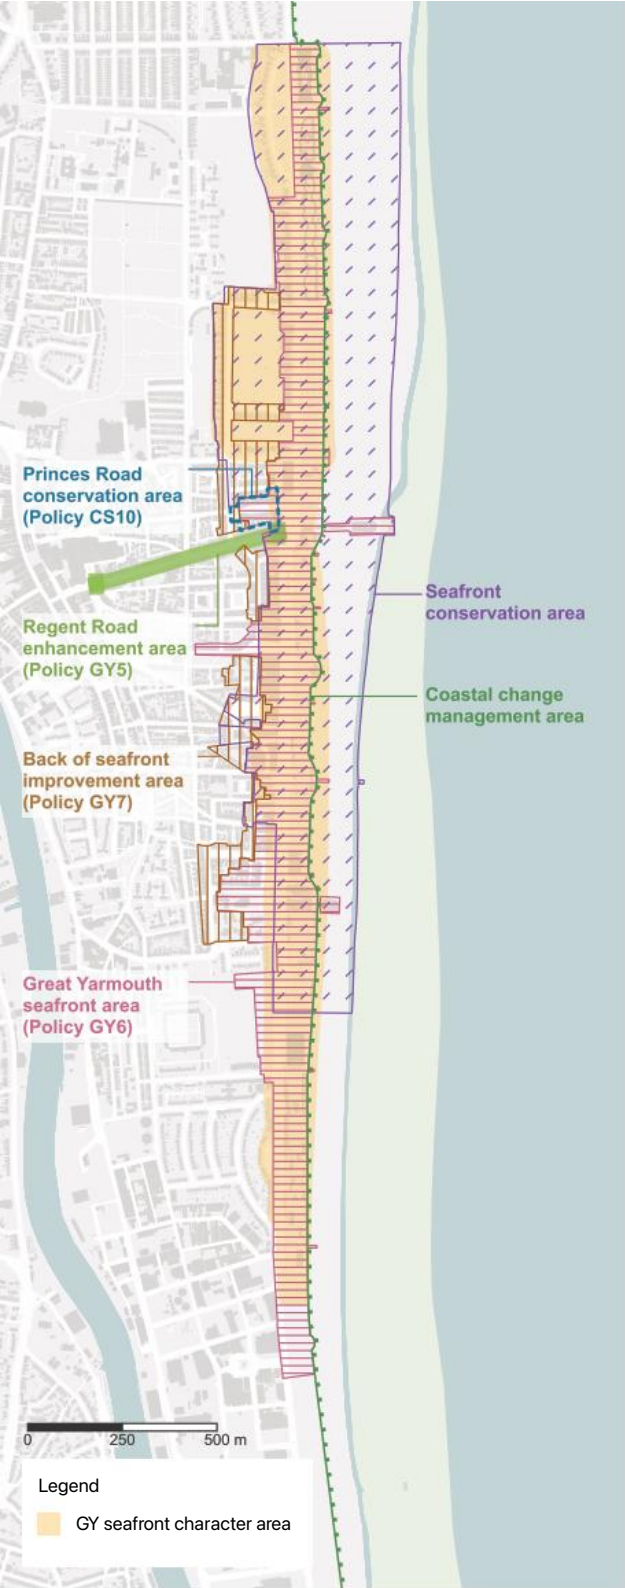 Princes Road
conservation area
(Policy CS10)
Seafront
conservation area
Regent Road
enhancement area
(Policy GY5)
Coastal change
management area
Back of seafront
improvement area
(Policy GY7)
Great Yarmouth
seafront area
(Policy GY6)
0 250 500 m
Legend
GY seafront character area